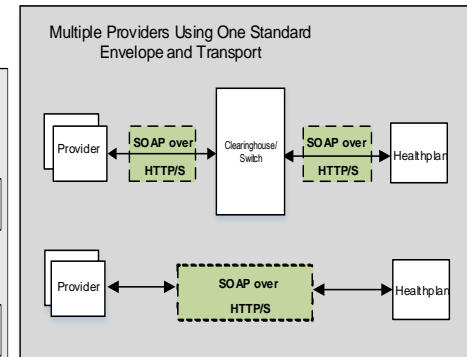 Multiple Providers Using One Standard
Envelope and Transport
SOAP over
HTTP/S
Provider
Clearinghouse/
Switch
SOAP over
HTTP/S
Healthplan
Provider
SOAP over
HTTP/S
Healthplan